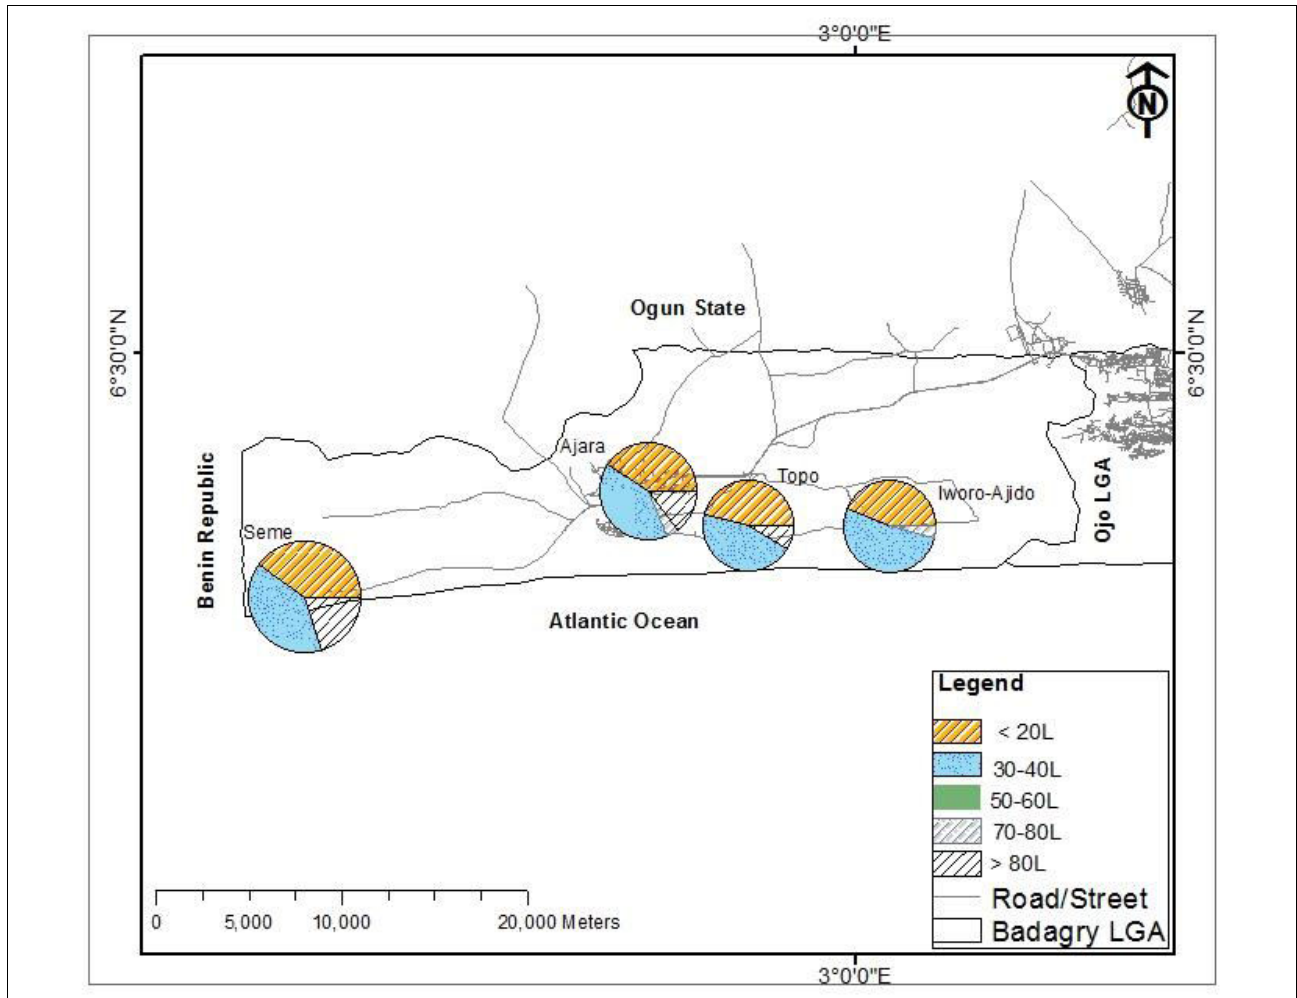 3°0'0"E
N
6°30'0"N
6°30'0"N
Ogun State
Ajara
Topo
Iworo-Ajido
Seme
Benin Republic
Ojo LGA
Atlantic Ocean
Legend
< 20L
30-40L
50-60L
70-80L
> 80L
Road/Street
Badagry LGA
0 5,000 10,000 20,000 Meters
3°0'0"E